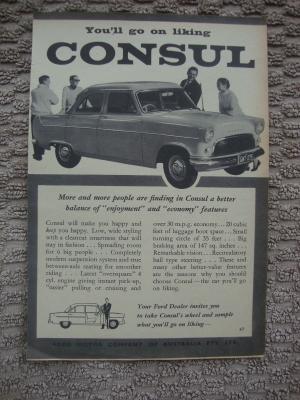 You'll go on liking
CONSUL
More and more people are finding in Consul a better
balance of "enjoyment" and "economy" features
Consul will make you happy and
keep you happy. Low, wide styling
with a distinct smartness that will
stay in fashion . . . Spreading room
for 6 big people . . . Completely
modern suspension system and true
between-axle seating for smoother
riding . . . Latest "oversquare" 4
cyl. engine giving instant pick-up,
"easier" pulling or cruising and
over 30 m.p.g. economy. . . 20 cubic
feet of luggage boot space . . . Small
turning circle of 35 feet . . . Big
braking area of 147 sq. inches . . .
Remarkable vision . . . Recirculatory
ball type steering . . . These and
many other better-value features
are the reasons why you should
choose Consul — the car you'll go
on liking.
Your Ford Dealer invites you
to take Consul's wheel and sample
what you'll go on liking—
FORD MOTOR COMPANY OF AUSTRALIA PTY. LTD.